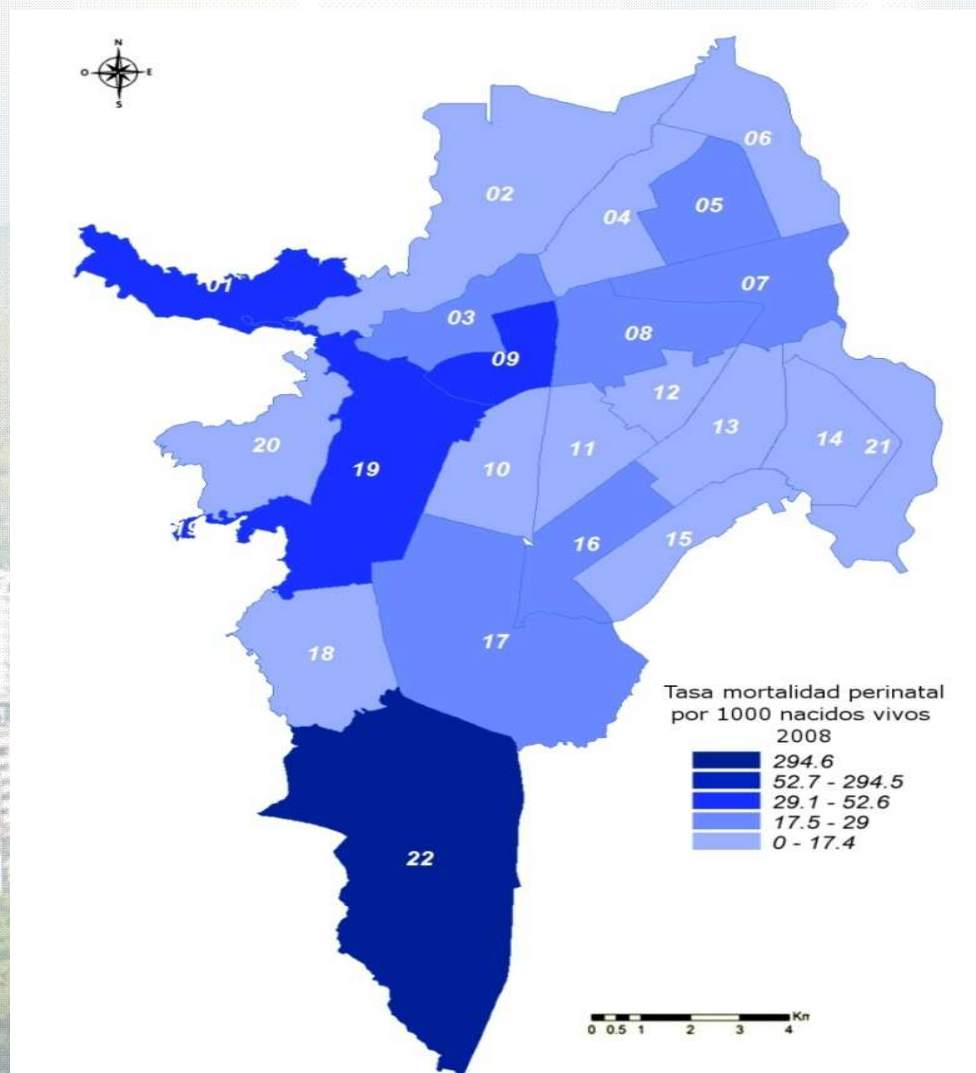 N
O E
S
06
02
05
04
01
07
03
08
09
12
13
14
21
20
19
10
11
19
16
15
17
18
Tasa mortalidad perinatal
por 1000 nacidos vivos
2008
294.6
52.7 - 294.5
29.1 - 52.6
17.5 - 29
0 - 17.4
22
Km
0 0.5 1 2 3 4